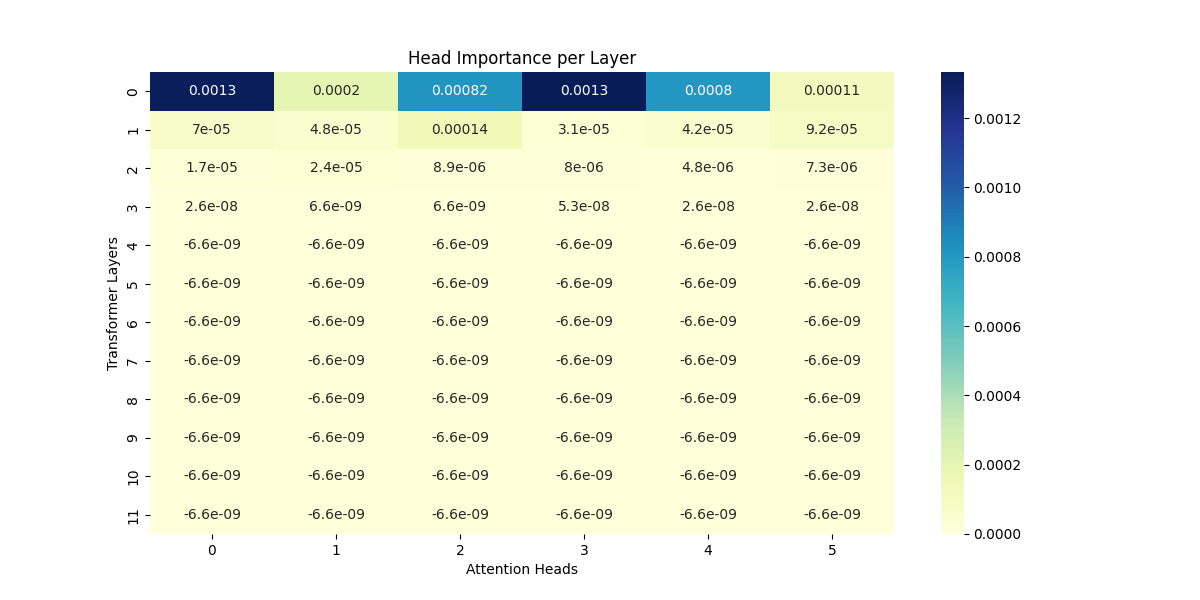 Head Importance per Layer
0 0.0013 0.0002 0.00082 0.0013 0.0008 0.00011
1 7e-05 4.8e-05 0.00014 3.1e-05 4.2e-05 9.2e-05
2 1.7e-05 2.4e-05 8.9e-06 8e-06 4.8e-06 7.3e-06
3 2.6e-08 6.6e-09 6.6e-09 5.3e-08 2.6e-08 2.6e-08
4 -6.6e-09 -6.6e-09 -6.6e-09 -6.6e-09 -6.6e-09 -6.6e-09
5 -6.6e-09 -6.6e-09 -6.6e-09 -6.6e-09 -6.6e-09 -6.6e-09
6 -6.6e-09 -6.6e-09 -6.6e-09 -6.6e-09 -6.6e-09 -6.6e-09
7 -6.6e-09 -6.6e-09 -6.6e-09 -6.6e-09 -6.6e-09 -6.6e-09
8 -6.6e-09 -6.6e-09 -6.6e-09 -6.6e-09 -6.6e-09 -6.6e-09
9 -6.6e-09 -6.6e-09 -6.6e-09 -6.6e-09 -6.6e-09 -6.6e-09
10 -6.6e-09 -6.6e-09 -6.6e-09 -6.6e-09 -6.6e-09 -6.6e-09
11 -6.6e-09 -6.6e-09 -6.6e-09 -6.6e-09 -6.6e-09 -6.6e-09
0 1 2 3 4 5
Attention Heads
Transformer Layers
0.0012
0.0010
0.0008
0.0006
0.0004
0.0002
0.0000